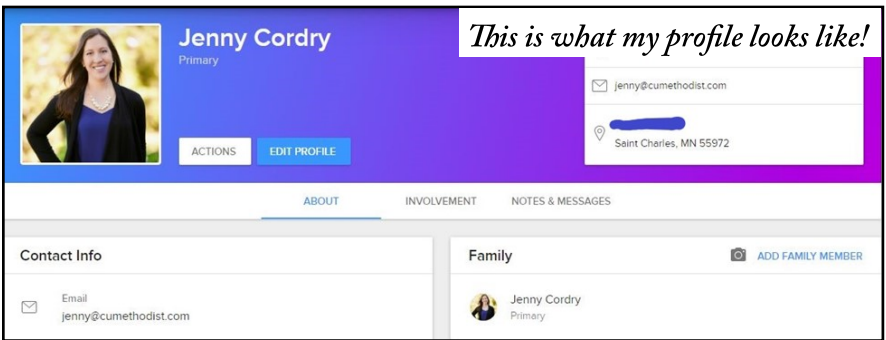 This is what my profile looks like!
Jenny Cordry
Primary
jenny@cumethodist.com
Saint Charles, MN 55972
ACTIONS
EDIT PROFILE
ABOUT
INVOLVEMENT
NOTES & MESSAGES
Contact Info
Email
jenny@cumethodist.com
Family
ADD FAMILY MEMBER
Jenny Cordry
Primary